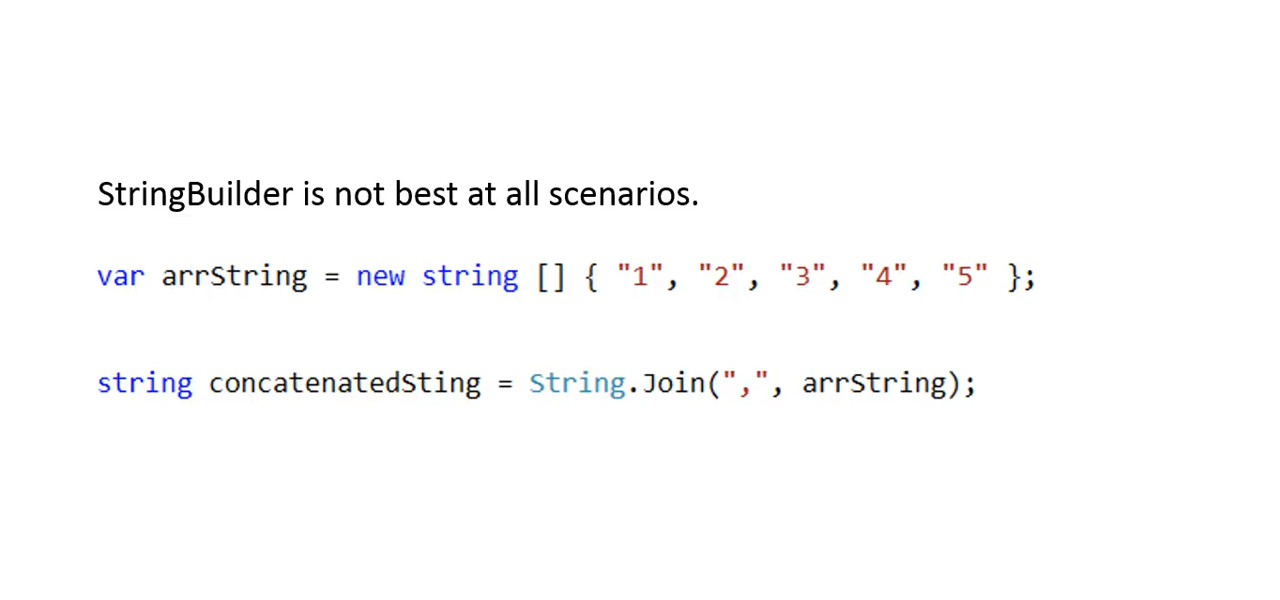 StringBuilder is not best at all scenarios.
var arrString = new string [] { "1", "2", "3", "4", "5" };
string concatenatedSting = String.Join(",", arrString);